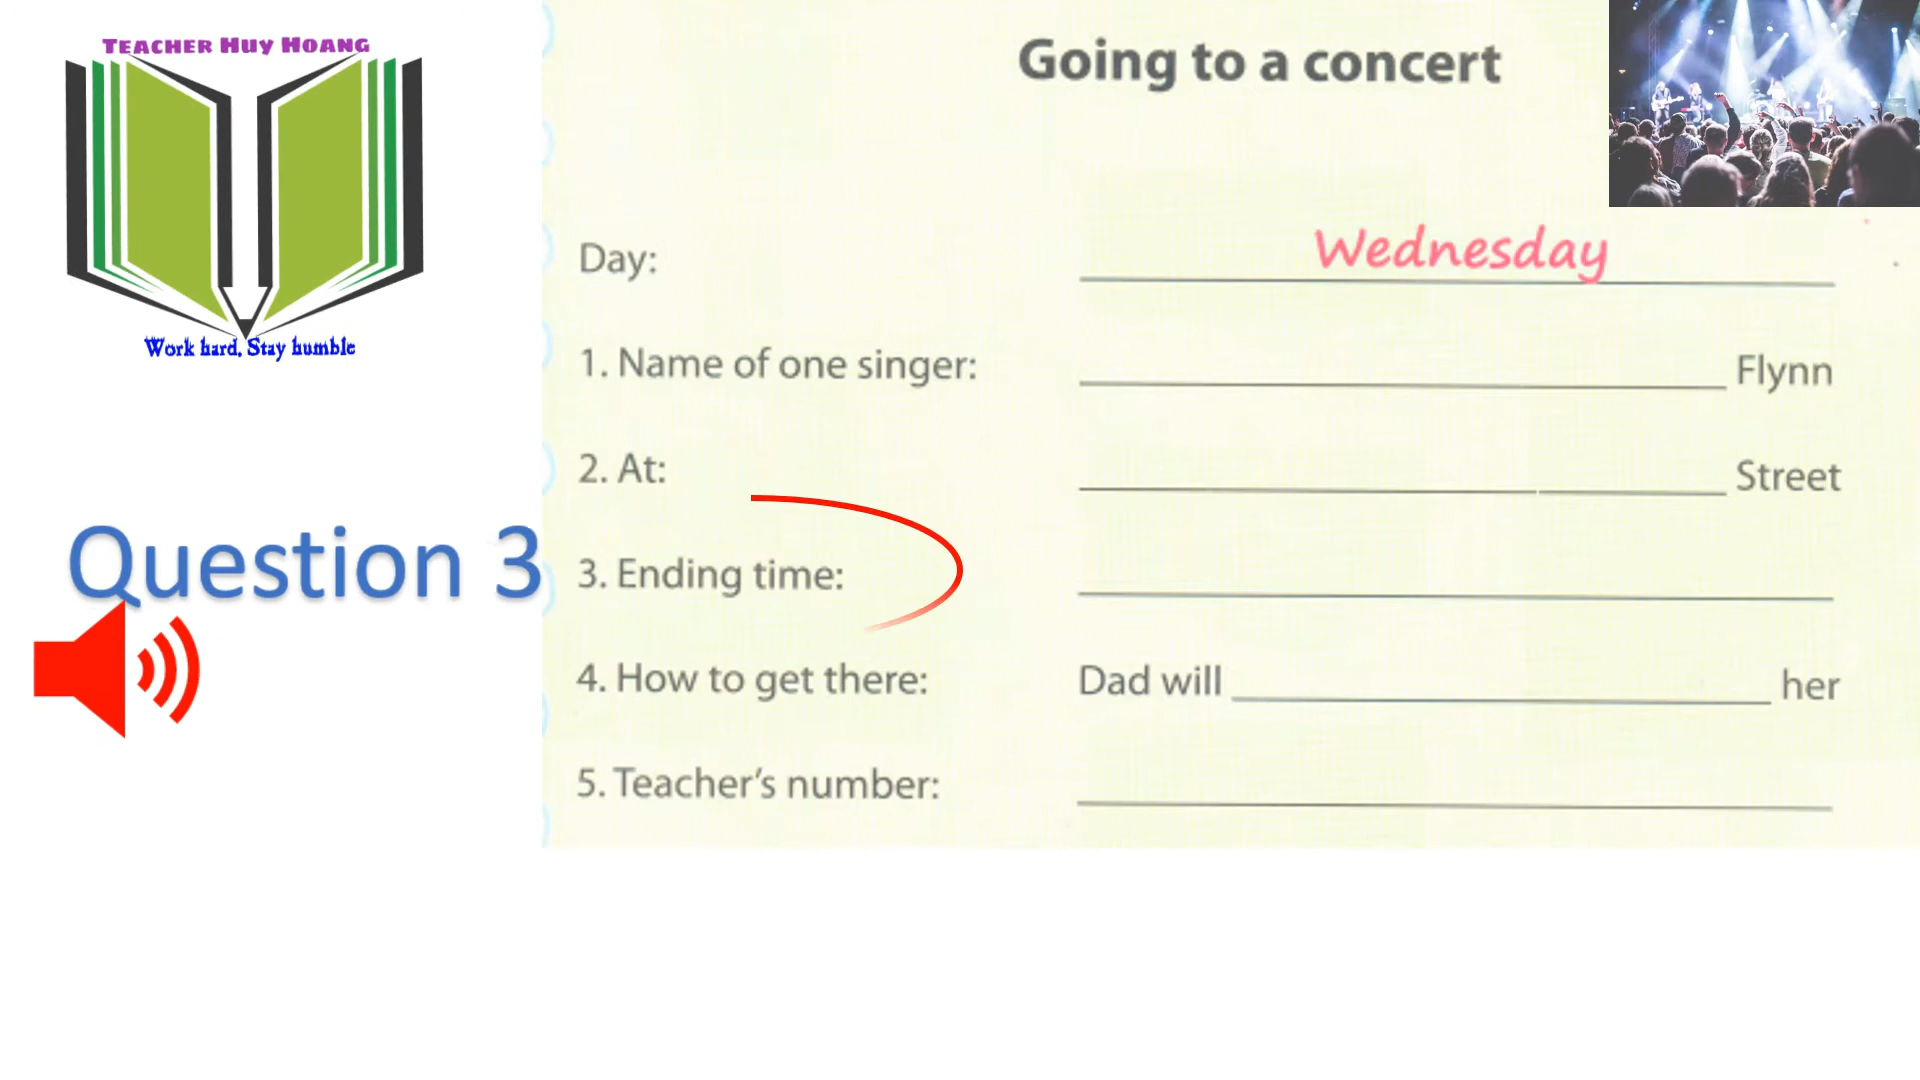 TEACHER HUY HOANG
Work hard, Stay humble
Question 3
Going to a concert
Day: Wednesday
1. Name of one singer: Flynn
2. At: Street
3. Ending time:
4. How to get there: Dad will her
5. Teacher's number: